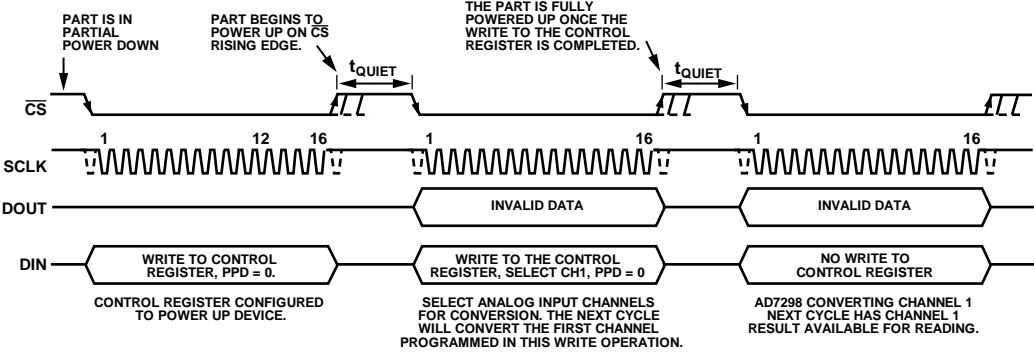 PART IS IN
PARTIAL
POWER DOWN
PART BEGINS TO
POWER UP ON CS
RISING EDGE.
THE PART IS FULLY
POWERED UP ONCE THE
WRITE TO THE CONTROL
REGISTER IS COMPLETED.
tQUIET
tQUIET
CS
1
12
16
1
16
1
16
SCLK
DOUT
INVALID DATA
INVALID DATA
DIN
WRITE TO CONTROL
REGISTER, PPD = 0.
WRITE TO THE CONTROL
REGISTER, SELECT CH1, PPD = 0
NO WRITE TO
CONTROL REGISTER
CONTROL REGISTER CONFIGURED
TO POWER UP DEVICE.
SELECT ANALOG INPUT CHANNELS
FOR CONVERSION. THE NEXT CYCLE
WILL CONVERT THE FIRST CHANNEL
PROGRAMMED IN THIS WRITE OPERATION.
AD7298 CONVERTING CHANNEL 1
NEXT CYCLE HAS CHANNEL 1
RESULT AVAILABLE FOR READING.